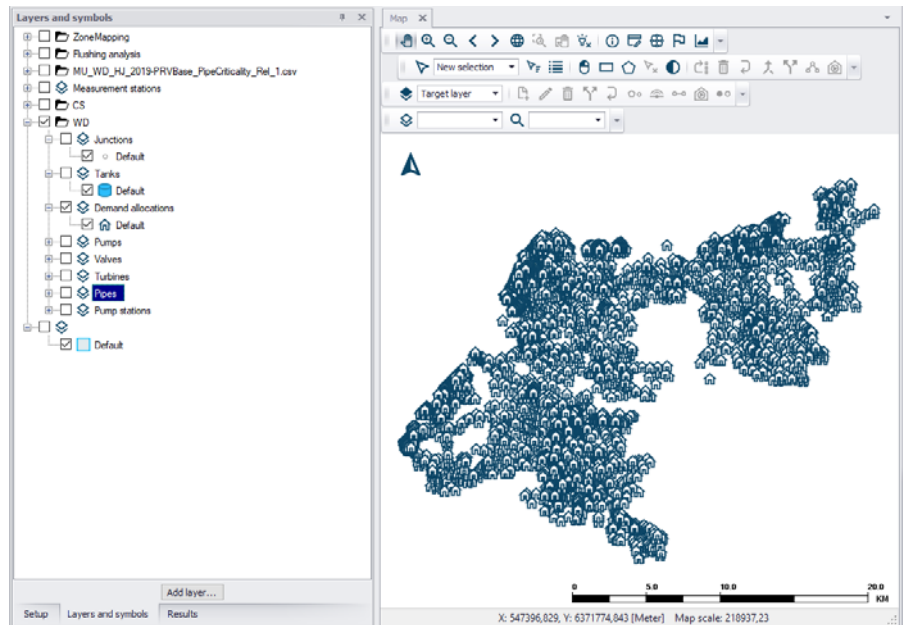 Layers and symbols
ZoneMapping
Flushing analysis
MU_WD_HJ_2019-PRVBase_PipeCriticality_Rel_1.csv
Measurement stations
CS
WD
Junctions
Default
Tanks
Default
Demand allocations
Default
Pumps
Valves
Turbines
Pipes
Pump stations
Default
Add layer...
Setup Layers and symbols Results
Map
New selection
Target layer
0 5.0 10.0 20.0
KM
X: 547396,829, Y: 6371774,843 [Meter] Map scale: 218937,23